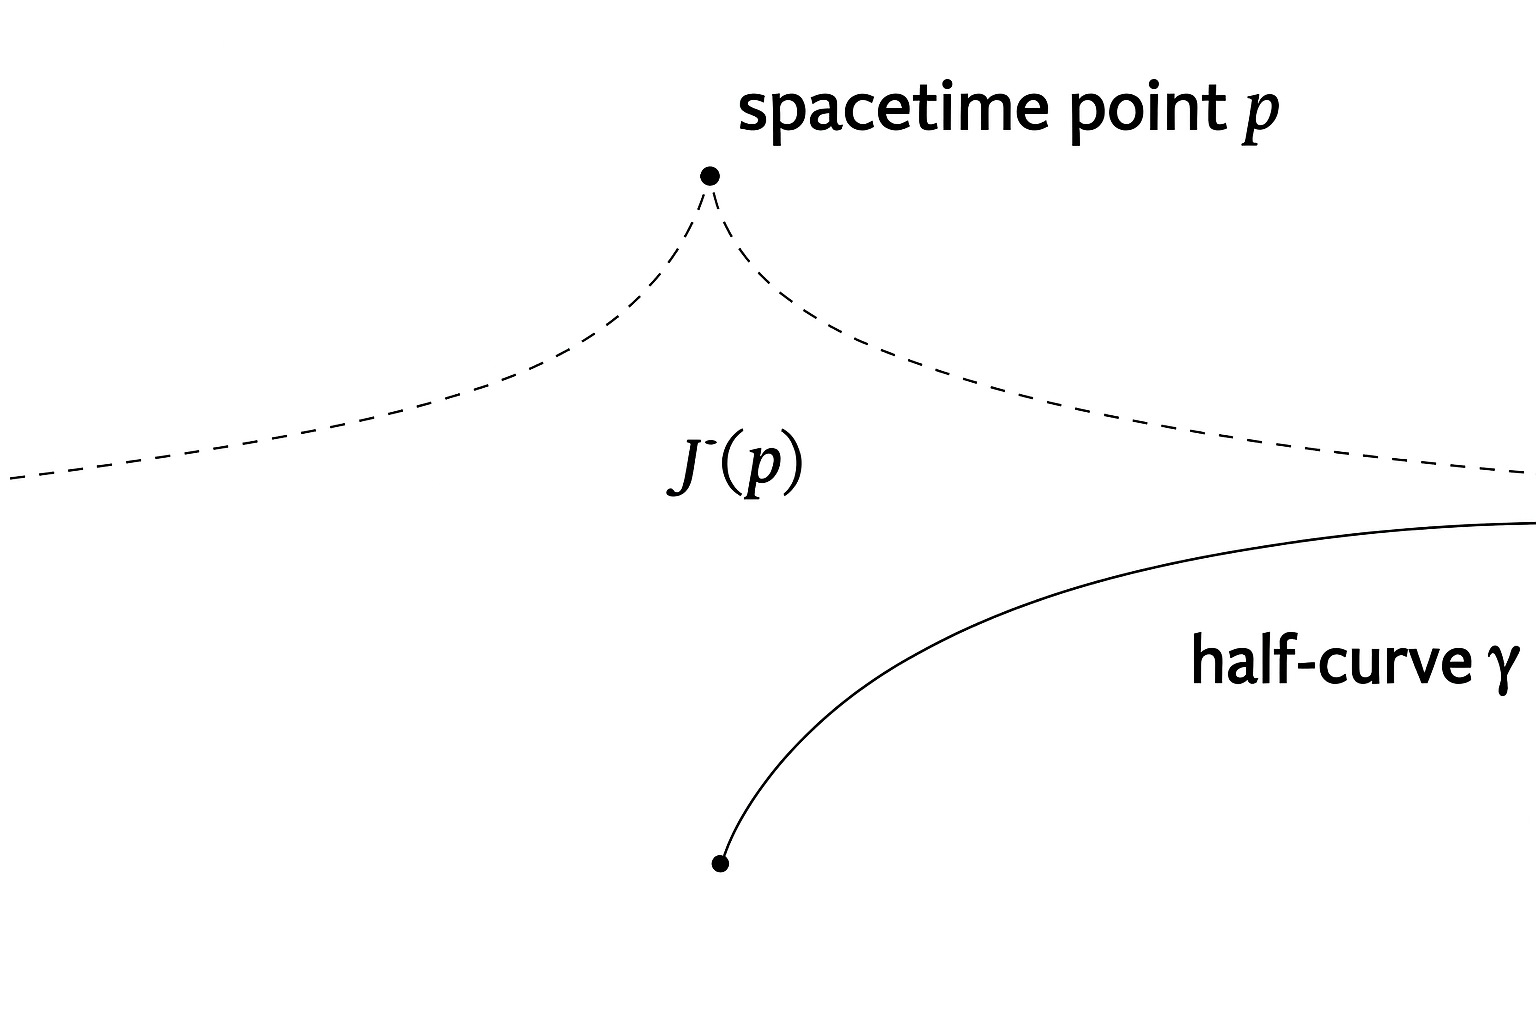 spacetime point p
J⁻(p)
half-curve γ